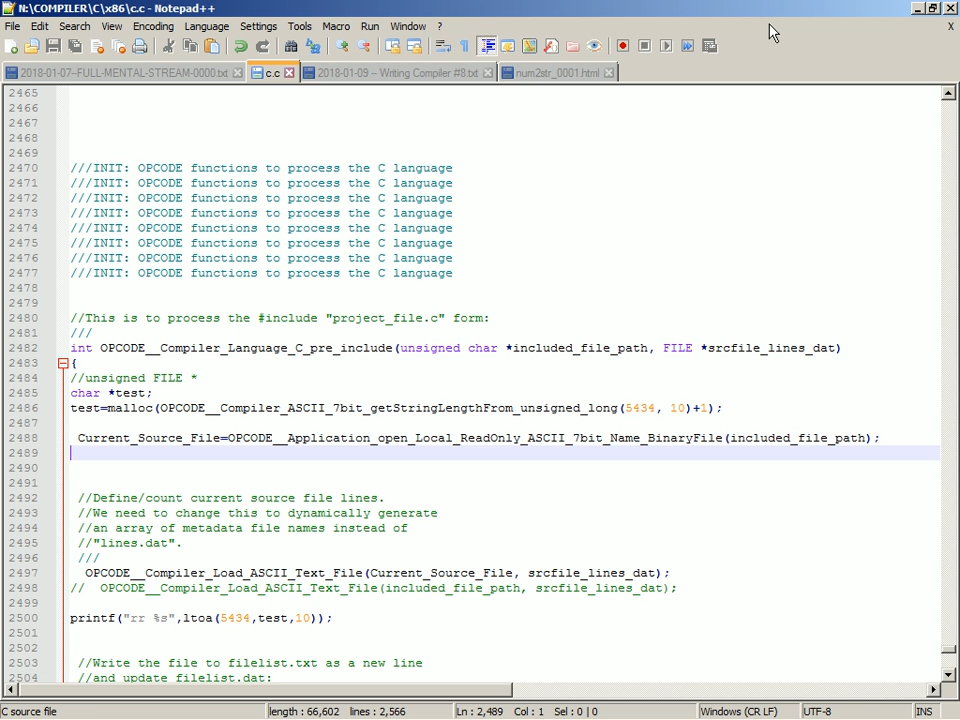 N:\COMPILER\C\x86\c.c - Notepad++
File Edit Search View Encoding Language Settings Tools Macro Run Window ? X
2018-01-07-FULL-MENTAL-STREAM-0000.txt c.c 2018-01-09 – Writing Compiler #8.txt num2str_0001.html
2465
2466
2467
2468
2469
2470 ///INIT: OPCODE functions to process the C language
2471 ///INIT: OPCODE functions to process the C language
2472 ///INIT: OPCODE functions to process the C language
2473 ///INIT: OPCODE functions to process the C language
2474 ///INIT: OPCODE functions to process the C language
2475 ///INIT: OPCODE functions to process the C language
2476 ///INIT: OPCODE functions to process the C language
2477 ///INIT: OPCODE functions to process the C language
2478
2479
2480 //This is to process the #include "project_file.c" form:
2481 ///
2482 int OPCODE__Compiler_Language_C_pre_include(unsigned char *included_file_path, FILE *srcfile_lines_dat)
2483 {
2484 //unsigned FILE *
2485 char *test;
2486 test=malloc(OPCODE__Compiler_ASCII_7bit_getStringLengthFrom_unsigned_long(5434, 10)+1);
2487
2488 Current_Source_File=OPCODE__Application_open_Local_ReadOnly_ASCII_7bit_Name_BinaryFile(included_file_path);
2489
2490
2491
2492 //Define/count current source file lines.
2493 //We need to change this to dynamically generate
2494 //an array of metadata file names instead of
2495 //"lines.dat".
2496 ///
2497 OPCODE__Compiler_Load_ASCII_Text_File(Current_Source_File, srcfile_lines_dat);
2498 // OPCODE__Compiler_Load_ASCII_Text_File(included_file_path, srcfile_lines_dat);
2499
2500 printf("rr %s",ltoa(5434,test,10));
2501
2502
2503 //Write the file to filelist.txt as a new line
2504 //and update filelist.dat:
C source file length : 66,602 lines : 2,566 Ln : 2,489 Col : 1 Sel : 0 | 0 Windows (CR LF) UTF-8 INS